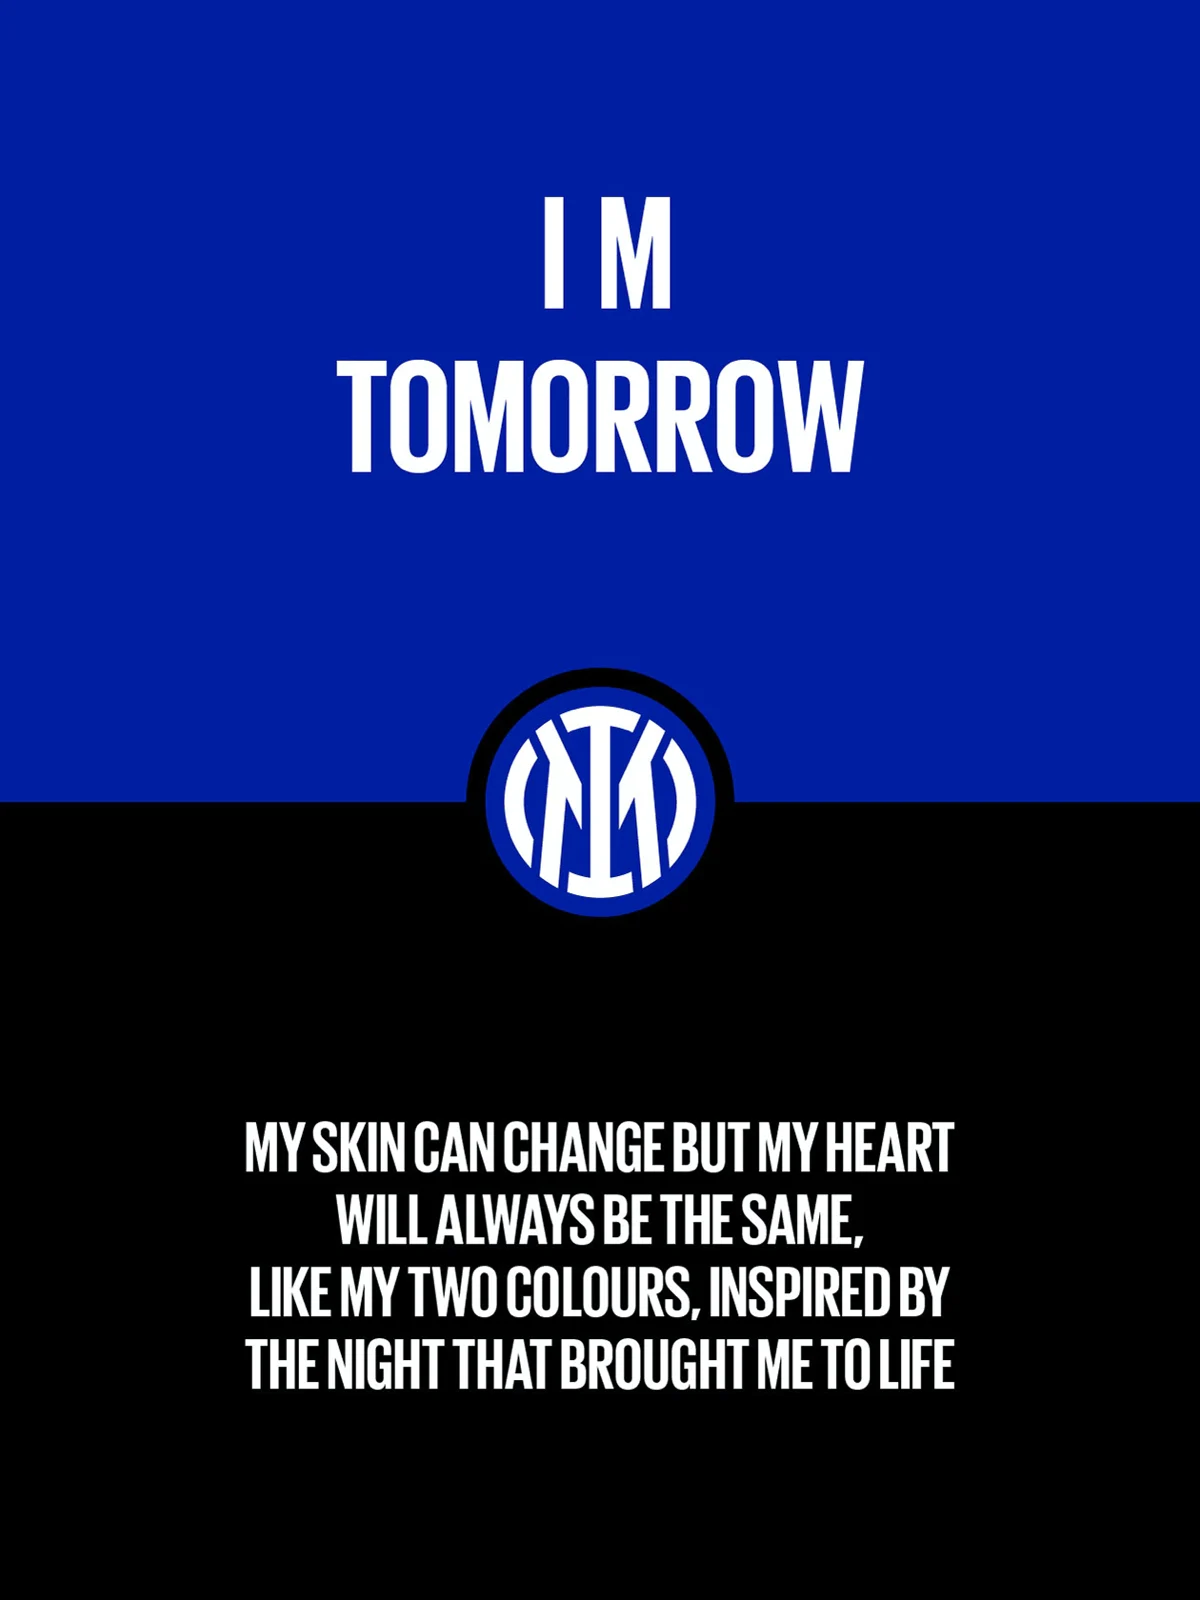 I M
TOMORROW
IM
MY SKIN CAN CHANGE BUT MY HEART
WILL ALWAYS BE THE SAME,
LIKE MY TWO COLOURS, INSPIRED BY
THE NIGHT THAT BROUGHT ME TO LIFE